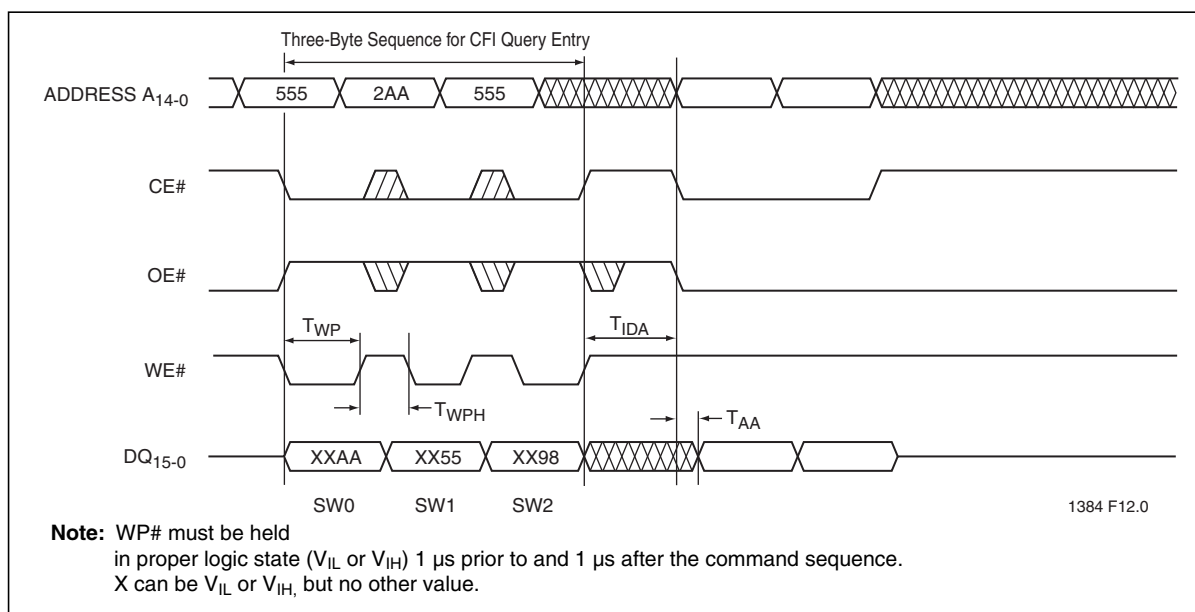 Three-Byte Sequence for CFI Query Entry
ADDRESS A14-0
555 2AA 555
CE#
OE#
TWP TIDA
WE#
TWPH
TAA
DQ15-0
XXAA XX55 XX98
SW0 SW1 SW2
1384 F12.0
Note: WP# must be held
in proper logic state (VIL or VIH) 1 µs prior to and 1 µs after the command sequence.
X can be VIL or VIH, but no other value.